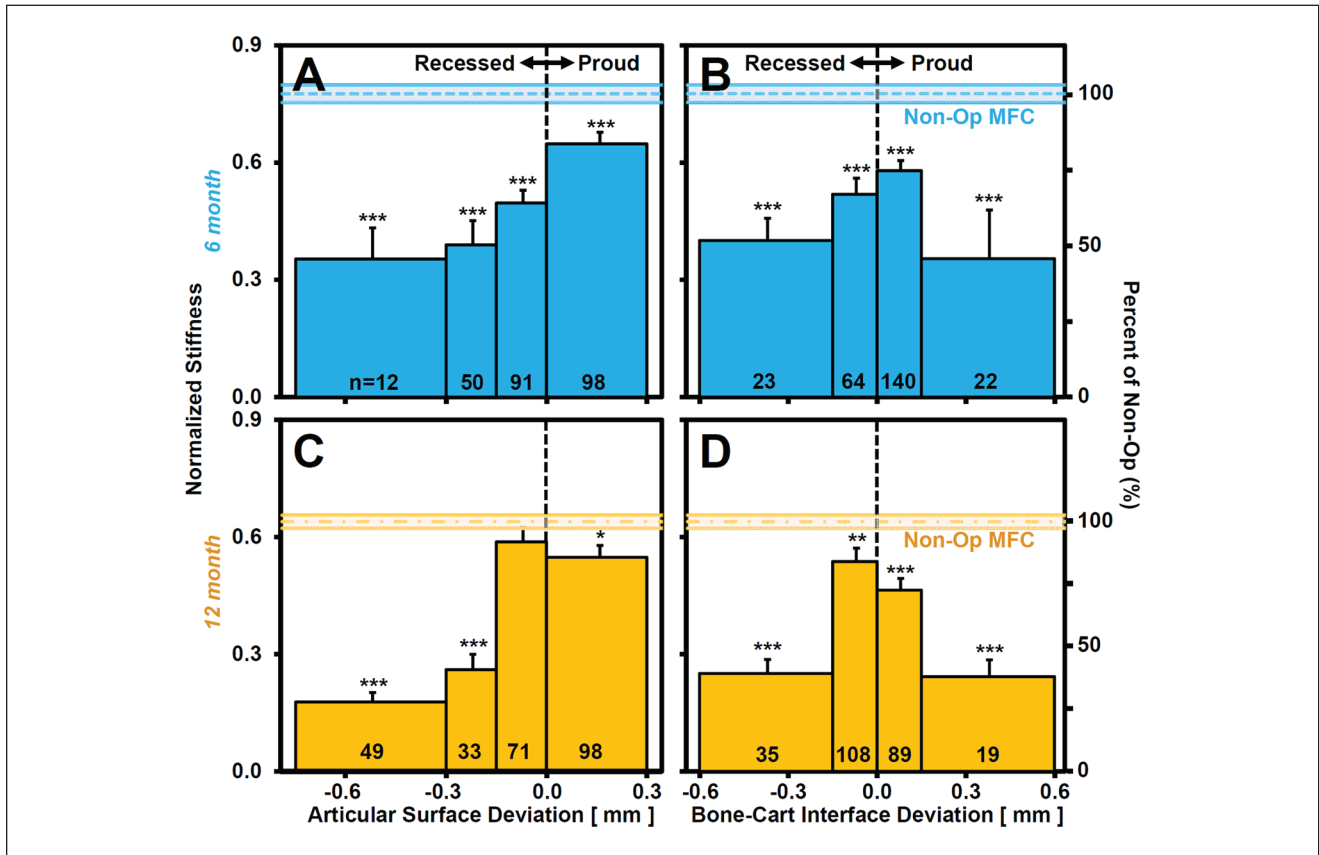 A
Recessed Proud
***
***
***
***
n=12 50 91 98
0.9
0.6
0.3
0.0
B
Recessed Proud
Non-Op MFC
***
***
***
***
23 64 140 22
100
50
0
6 month
Normalized Stiffness
Percent of Non-Op (%)
C
***
***
*
49 33 71 98
0.9
0.6
0.3
0.0
-0.6 -0.3 0.0 0.3
Articular Surface Deviation [ mm ]
D
Non-Op MFC
***
**
***
***
35 108 89 19
100
50
0
-0.6 -0.3 0.0 0.3 0.6
Bone-Cart Interface Deviation [ mm ]
12 month